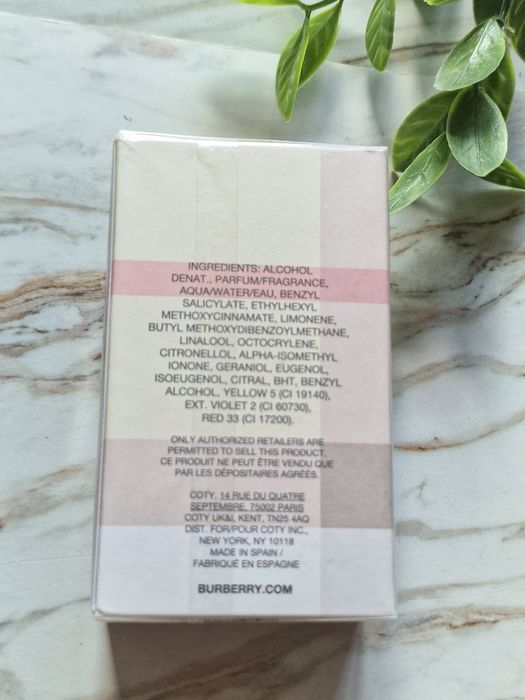 INGREDIENTS: ALCOHOL
DENAT., PARFUM/FRAGRANCE,
AQUA/WATER/EAU, BENZYL
SALICYLATE, ETHYLHEXYL
METHOXYCINNAMATE, LIMONENE,
BUTYL METHOXYDIBENZOYLMETHANE,
LINALOOL, OCTOCRYLENE,
CITRONELLOL, ALPHA-ISOMETHYL
IONONE, GERANIOL, EUGENOL,
ISOEUGENOL, CITRAL, BHT, BENZYL
ALCOHOL, YELLOW 5 (CI 19140),
EXT. VIOLET 2 (CI 60730),
RED 33 (CI 17200).
ONLY AUTHORIZED RETAILERS ARE
PERMITTED TO SELL THIS PRODUCT.
CE PRODUIT NE PEUT ÊTRE VENDU QUE
PAR LES DÉPOSITAIRES AGRÉÉS.
COTY, 14 RUE DU QUATRE
SEPTEMBRE, 75002 PARIS
COTY UK&I, KENT, TN25 4AQ
DIST. FOR/POUR COTY INC.,
NEW YORK, NY 10118
MADE IN SPAIN /
FABRIQUÉ EN ESPAGNE
BURBERRY.COM